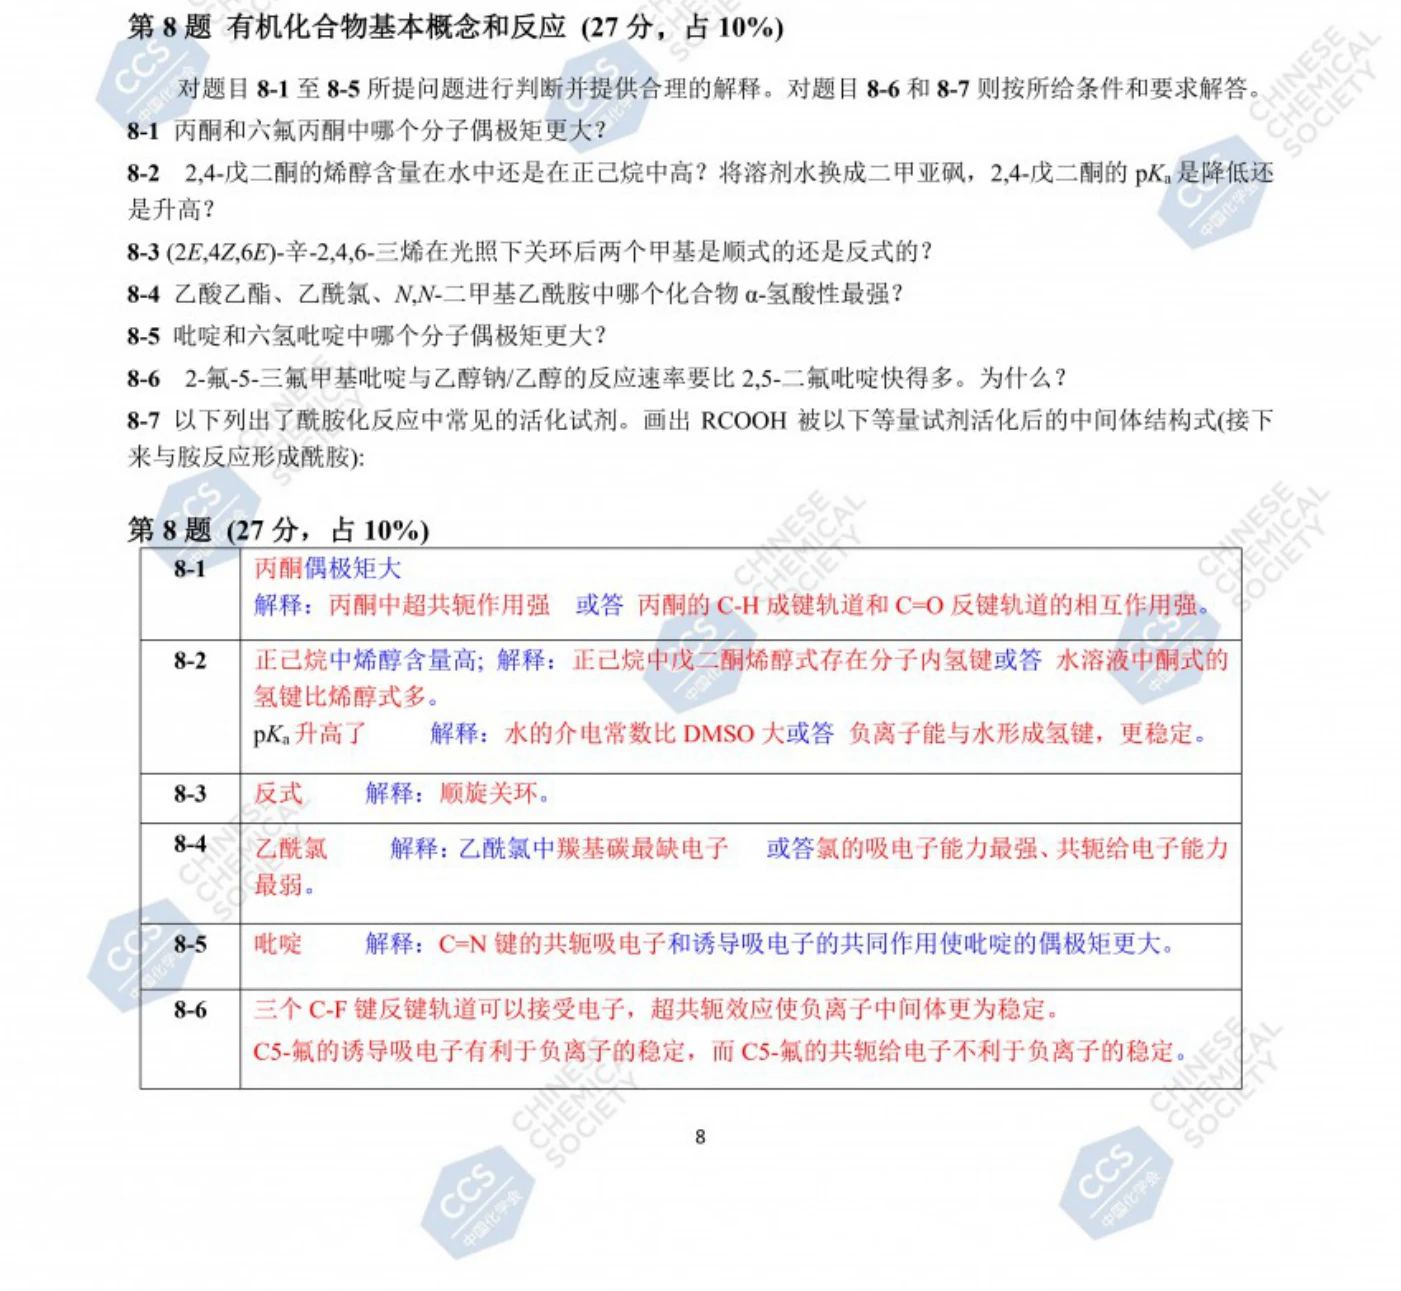 第 8 题 有机化合物基本概念和反应 (27 分，占 10%)
对题目 8-1 至 8-5 所提问题进行判断并提供合理的解释。对题目 8-6 和 8-7 则按所给条件和要求解答。
8-1 丙酮和六氟丙酮中哪个分子偶极矩更大？
8-2 2,4-戊二酮的烯醇含量在水中还是在正己烷中高？将溶剂水换成二甲亚砜，2,4-戊二酮的 pKa 是降低还
是升高？
8-3 (2E,4Z,6E)-辛-2,4,6-三烯在光照下关环后两个甲基是顺式的还是反式的？
8-4 乙酸乙酯、乙酰氯、N,N-二甲基乙酰胺中哪个化合物 α-氢酸性最强？
8-5 吡啶和六氢吡啶中哪个分子偶极矩更大？
8-6 2-氟-5-三氟甲基吡啶与乙醇钠/乙醇的反应速率要比 2,5-二氟吡啶快得多。为什么？
8-7 以下列出了酰胺化反应中常见的活化试剂。画出 RCOOH 被以下等量试剂活化后的中间体结构式(接下
来与胺反应形成酰胺):
第 8 题 (27 分，占 10%)
8-1 丙酮偶极矩大
解释：丙酮中超共轭作用强 或答 丙酮的 C-H 成键轨道和 C=O 反键轨道的相互作用强。
8-2 正己烷中烯醇含量高; 解释：正己烷中戊二酮烯醇式存在分子内氢键或答 水溶液中酮式的
氢键比烯醇式多。
pKa 升高了 解释：水的介电常数比 DMSO 大或答 负离子能与水形成氢键，更稳定。
8-3 反式 解释：顺旋关环。
8-4 乙酰氯 解释：乙酰氯中羰基碳最缺电子 或答氯的吸电子能力最强、共轭给电子能力
最弱。
8-5 吡啶 解释：C=N 键的共轭吸电子和诱导吸电子的共同作用使吡啶的偶极矩更大。
8-6 三个 C-F 键反键轨道可以接受电子，超共轭效应使负离子中间体更为稳定。
C5-氟的诱导吸电子有利于负离子的稳定，而 C5-氟的共轭给电子不利于负离子的稳定。
8
CCS
中国化学会
CHINESE
CHEMICAL
SOCIETY